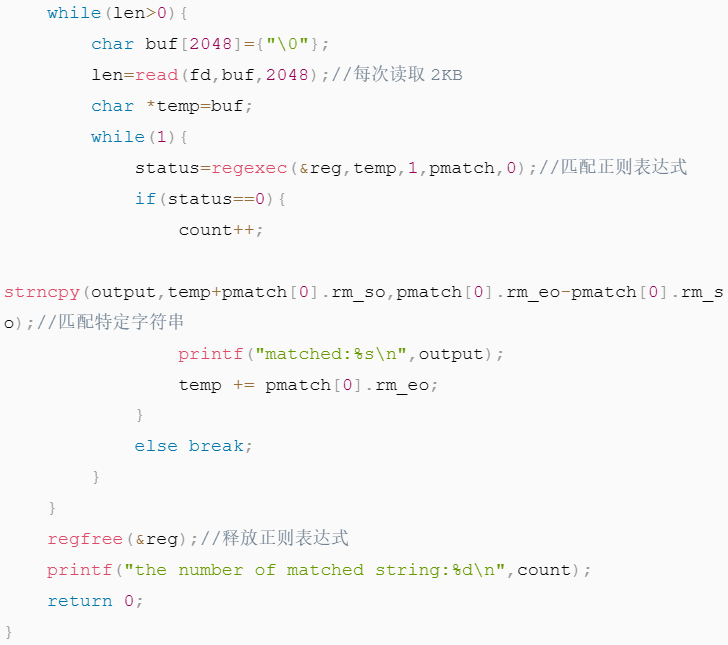 while(len>0){
char buf[2048]={"\0"};
len=read(fd,buf,2048);//每次读取 2KB
char *temp=buf;
while(1){
status=regexec(&reg,temp,1,pmatch,0);//匹配正则表达式
if(status==0){
count++;
strncpy(output,temp+pmatch[0].rm_so,pmatch[0].rm_eo-pmatch[0].rm_s
o);//匹配特定字符串
printf("matched:%s\n",output);
temp += pmatch[0].rm_eo;
}
else break;
}
}
regfree(&reg);//释放正则表达式
printf("the number of matched string:%d\n",count);
return 0;
}